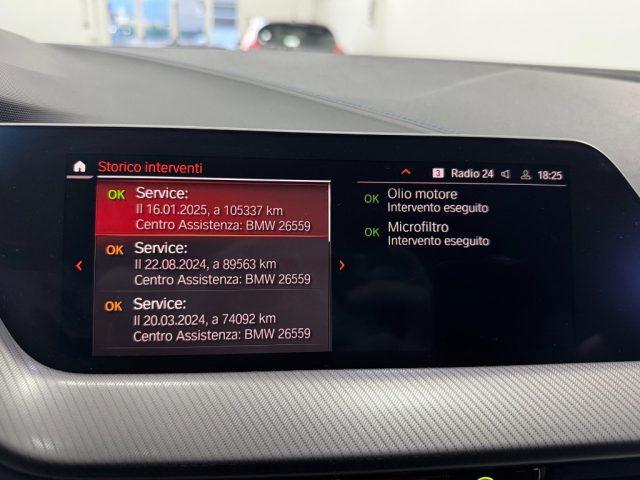 Storico interventi
3 Radio 24 18:25
OK Service:
Il 16.01.2025, a 105337 km
Centro Assistenza: BMW 26559
OK Service:
Il 22.08.2024, a 89563 km
Centro Assistenza: BMW 26559
OK Service:
Il 20.03.2024, a 74092 km
Centro Assistenza: BMW 26559
OK Olio motore
Intervento eseguito
OK Microfiltro
Intervento eseguito